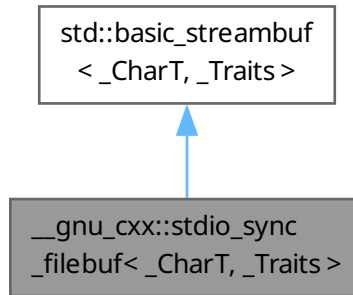 std::basic_streambuf
< _CharT, _Traits >
__gnu_cxx::stdio_sync
_filebuf< _CharT, _Traits >